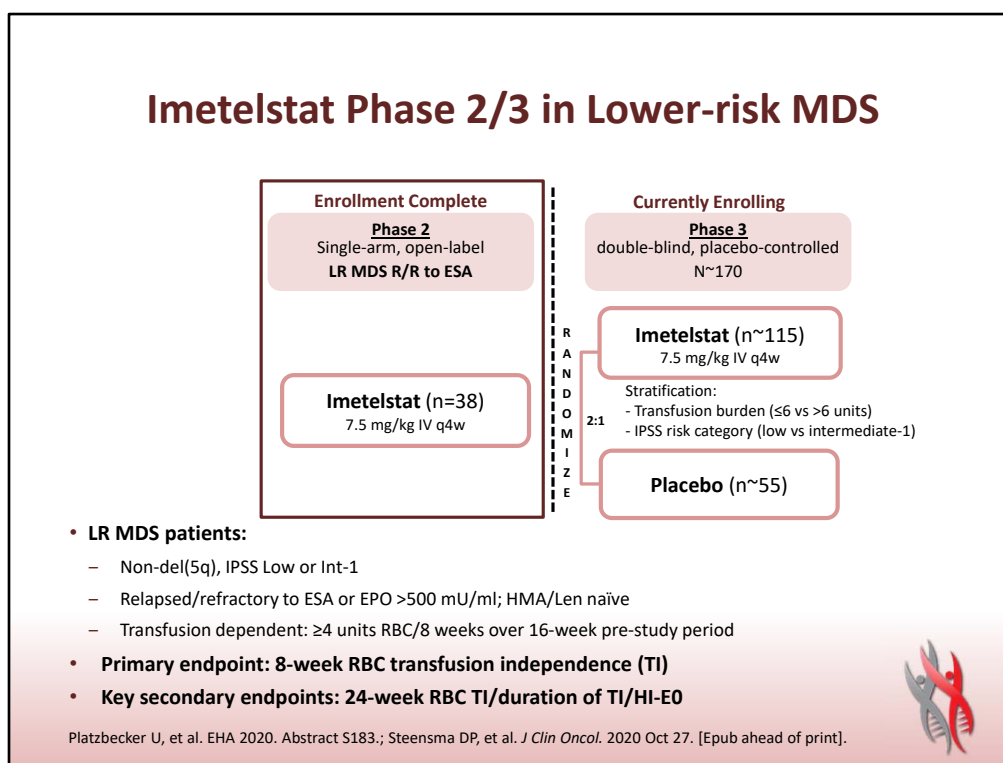 Imetelstat Phase 2/3 in Lower-risk MDS
Enrollment Complete
Phase 2
Single-arm, open-label
LR MDS R/R to ESA
Imetelstat (n=38)
7.5 mg/kg IV q4w
Currently Enrolling
Phase 3
double-blind, placebo-controlled
N~170
RANDOMIZE
2:1
Imetelstat (n~115)
7.5 mg/kg IV q4w
Stratification:
- Transfusion burden (≤6 vs >6 units)
- IPSS risk category (low vs intermediate-1)
Placebo (n~55)
• LR MDS patients:
– Non-del(5q), IPSS Low or Int-1
– Relapsed/refractory to ESA or EPO >500 mU/ml; HMA/Len naïve
– Transfusion dependent: ≥4 units RBC/8 weeks over 16-week pre-study period
• Primary endpoint: 8-week RBC transfusion independence (TI)
• Key secondary endpoints: 24-week RBC TI/duration of TI/HI-E0
Platzbecker U, et al. EHA 2020. Abstract S183.; Steensma DP, et al. J Clin Oncol. 2020 Oct 27. [Epub ahead of print].